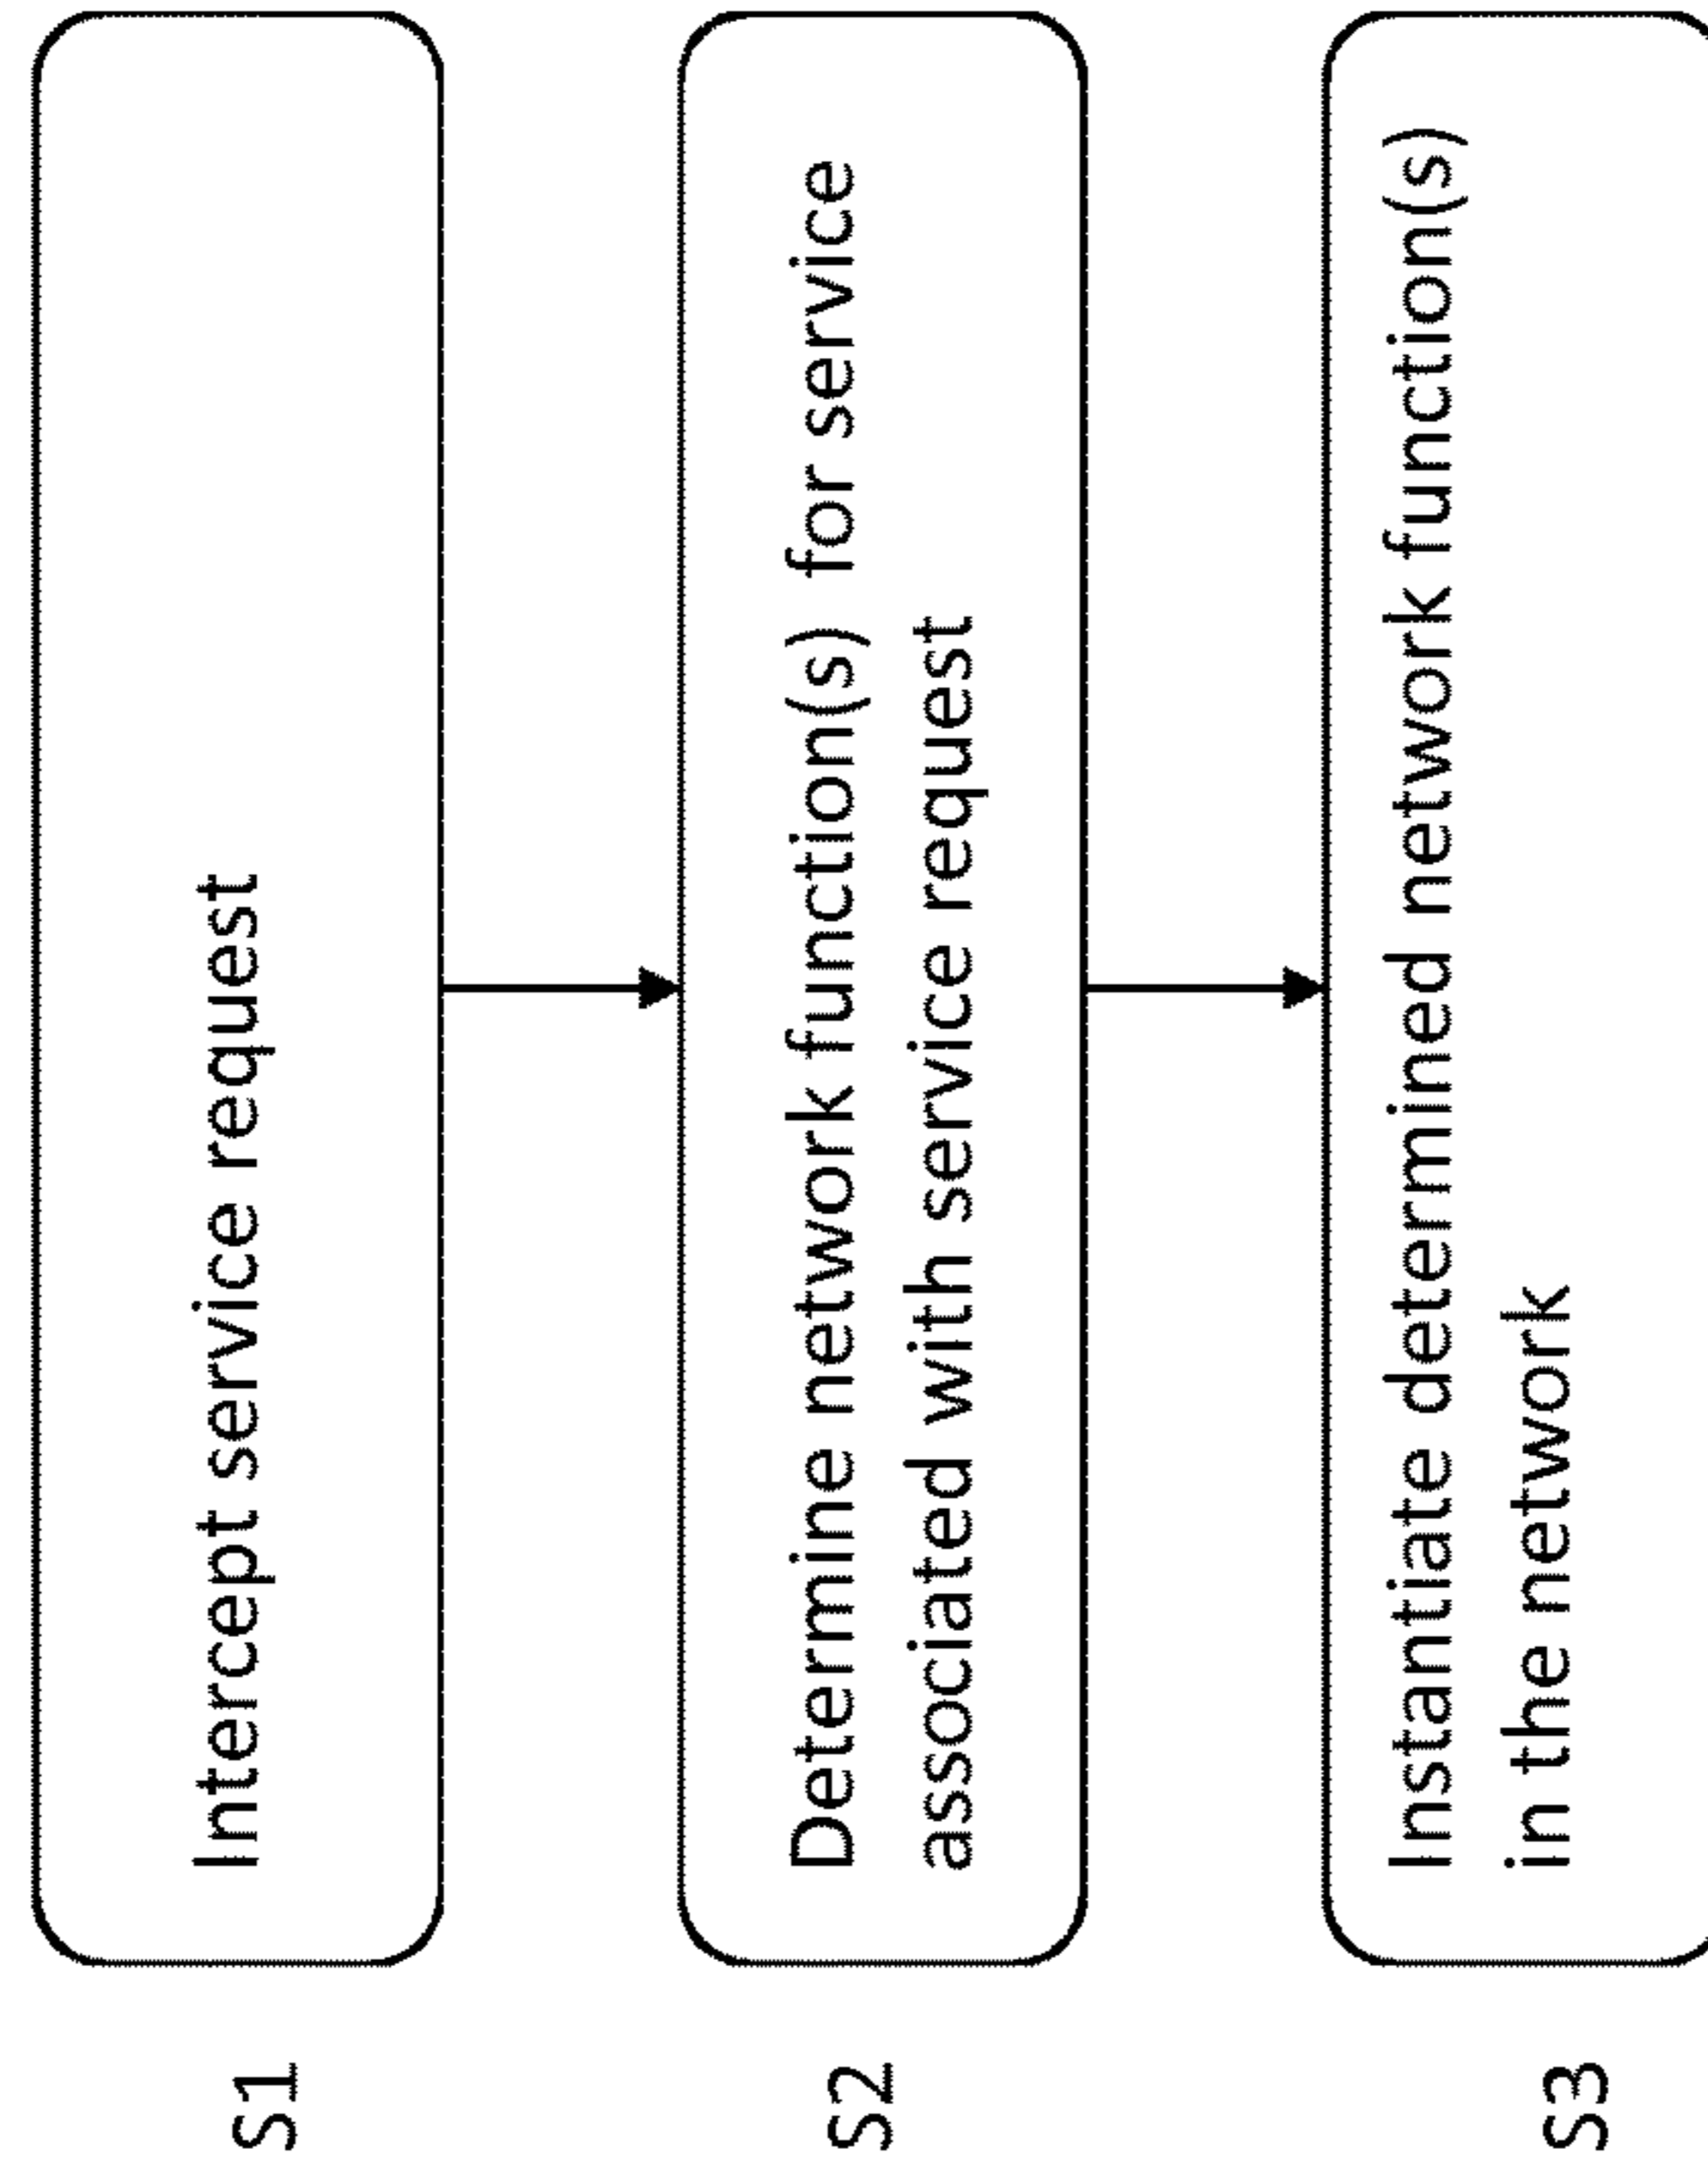 S1
Intercept service request
S2
Determine network function(s) for service
associated with service request
S3
Instantiate determined network function(s)
in the network